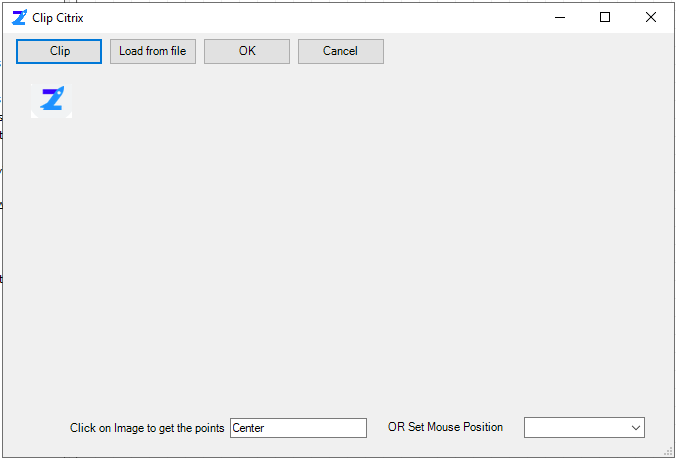 Clip Citrix
Clip
Load from file
OK
Cancel
Click on Image to get the points
Center
OR Set Mouse Position